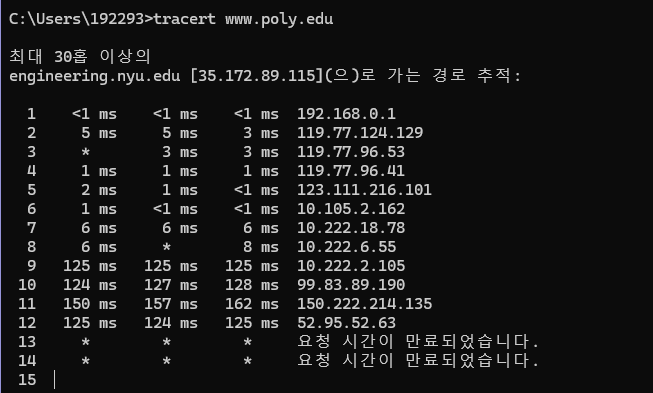 C:\Users\192293>tracert www.poly.edu
최대 30홉 이상의
engineering.nyu.edu [35.172.89.115](으)로 가는 경로 추적:
1 <1 ms <1 ms <1 ms 192.168.0.1
2 5 ms 5 ms 3 ms 119.77.124.129
3 * 3 ms 3 ms 119.77.96.53
4 1 ms 1 ms 1 ms 119.77.96.41
5 2 ms 1 ms <1 ms 123.111.216.101
6 1 ms <1 ms <1 ms 10.105.2.162
7 6 ms 6 ms 6 ms 10.222.18.78
8 6 ms * 8 ms 10.222.6.55
9 125 ms 125 ms 125 ms 10.222.2.105
10 124 ms 127 ms 128 ms 99.83.89.190
11 150 ms 157 ms 162 ms 150.222.214.135
12 125 ms 124 ms 125 ms 52.95.52.63
13 * * * 요청 시간이 만료되었습니다.
14 * * * 요청 시간이 만료되었습니다.
15